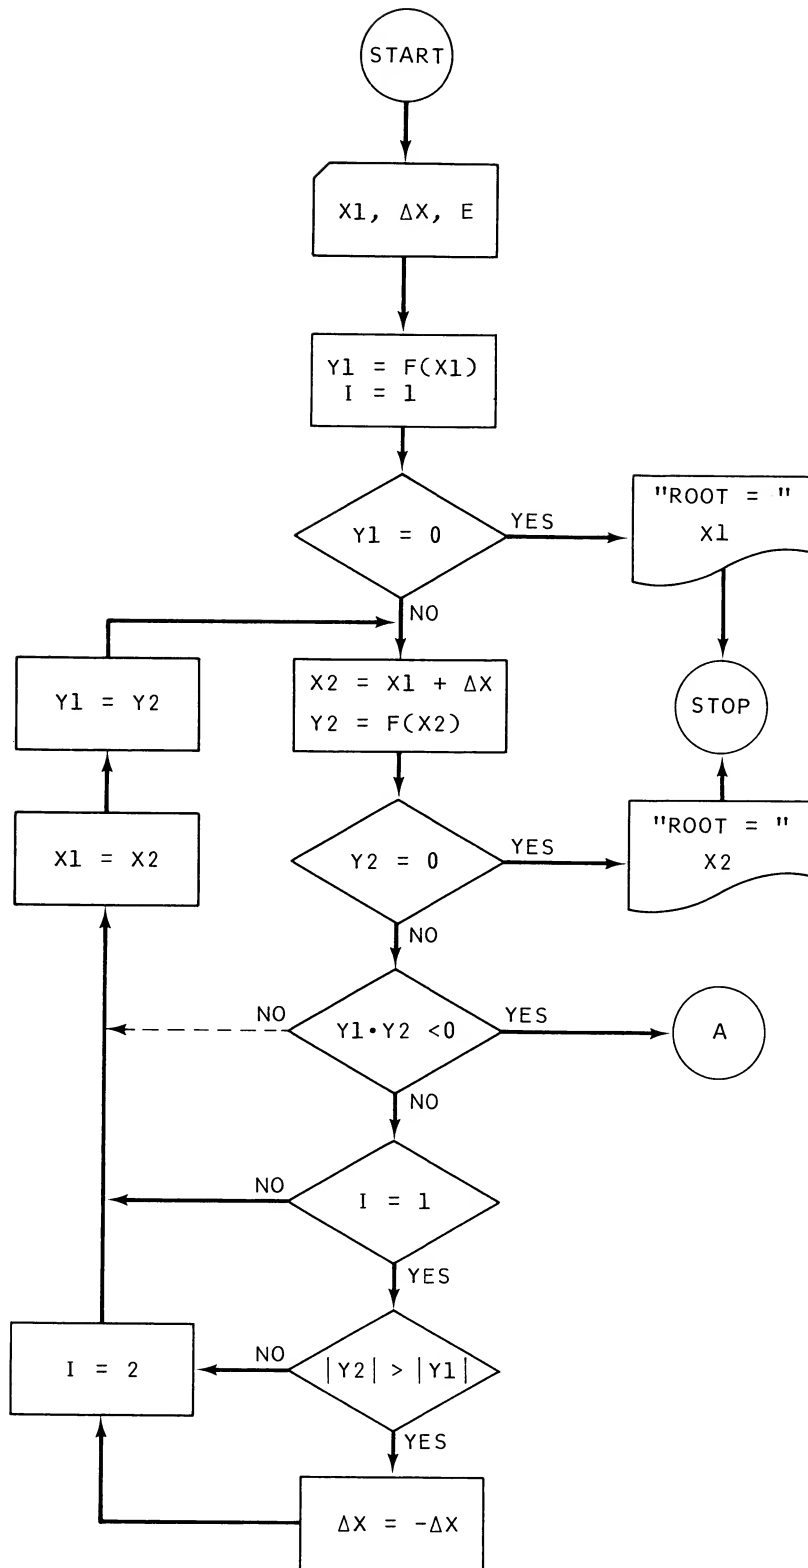 START
X1, ΔX, E
Y1 = F(X1)
I = 1
Y1 = 0
YES
"ROOT = "
X1
NO
Y1 = Y2
X2 = X1 + ΔX
Y2 = F(X2)
STOP
X1 = X2
Y2 = 0
YES
"ROOT = "
X2
NO
NO
Y1•Y2 <0
YES
A
NO
NO
I = 1
YES
I = 2
NO
|Y2| > |Y1|
YES
ΔX = -ΔX